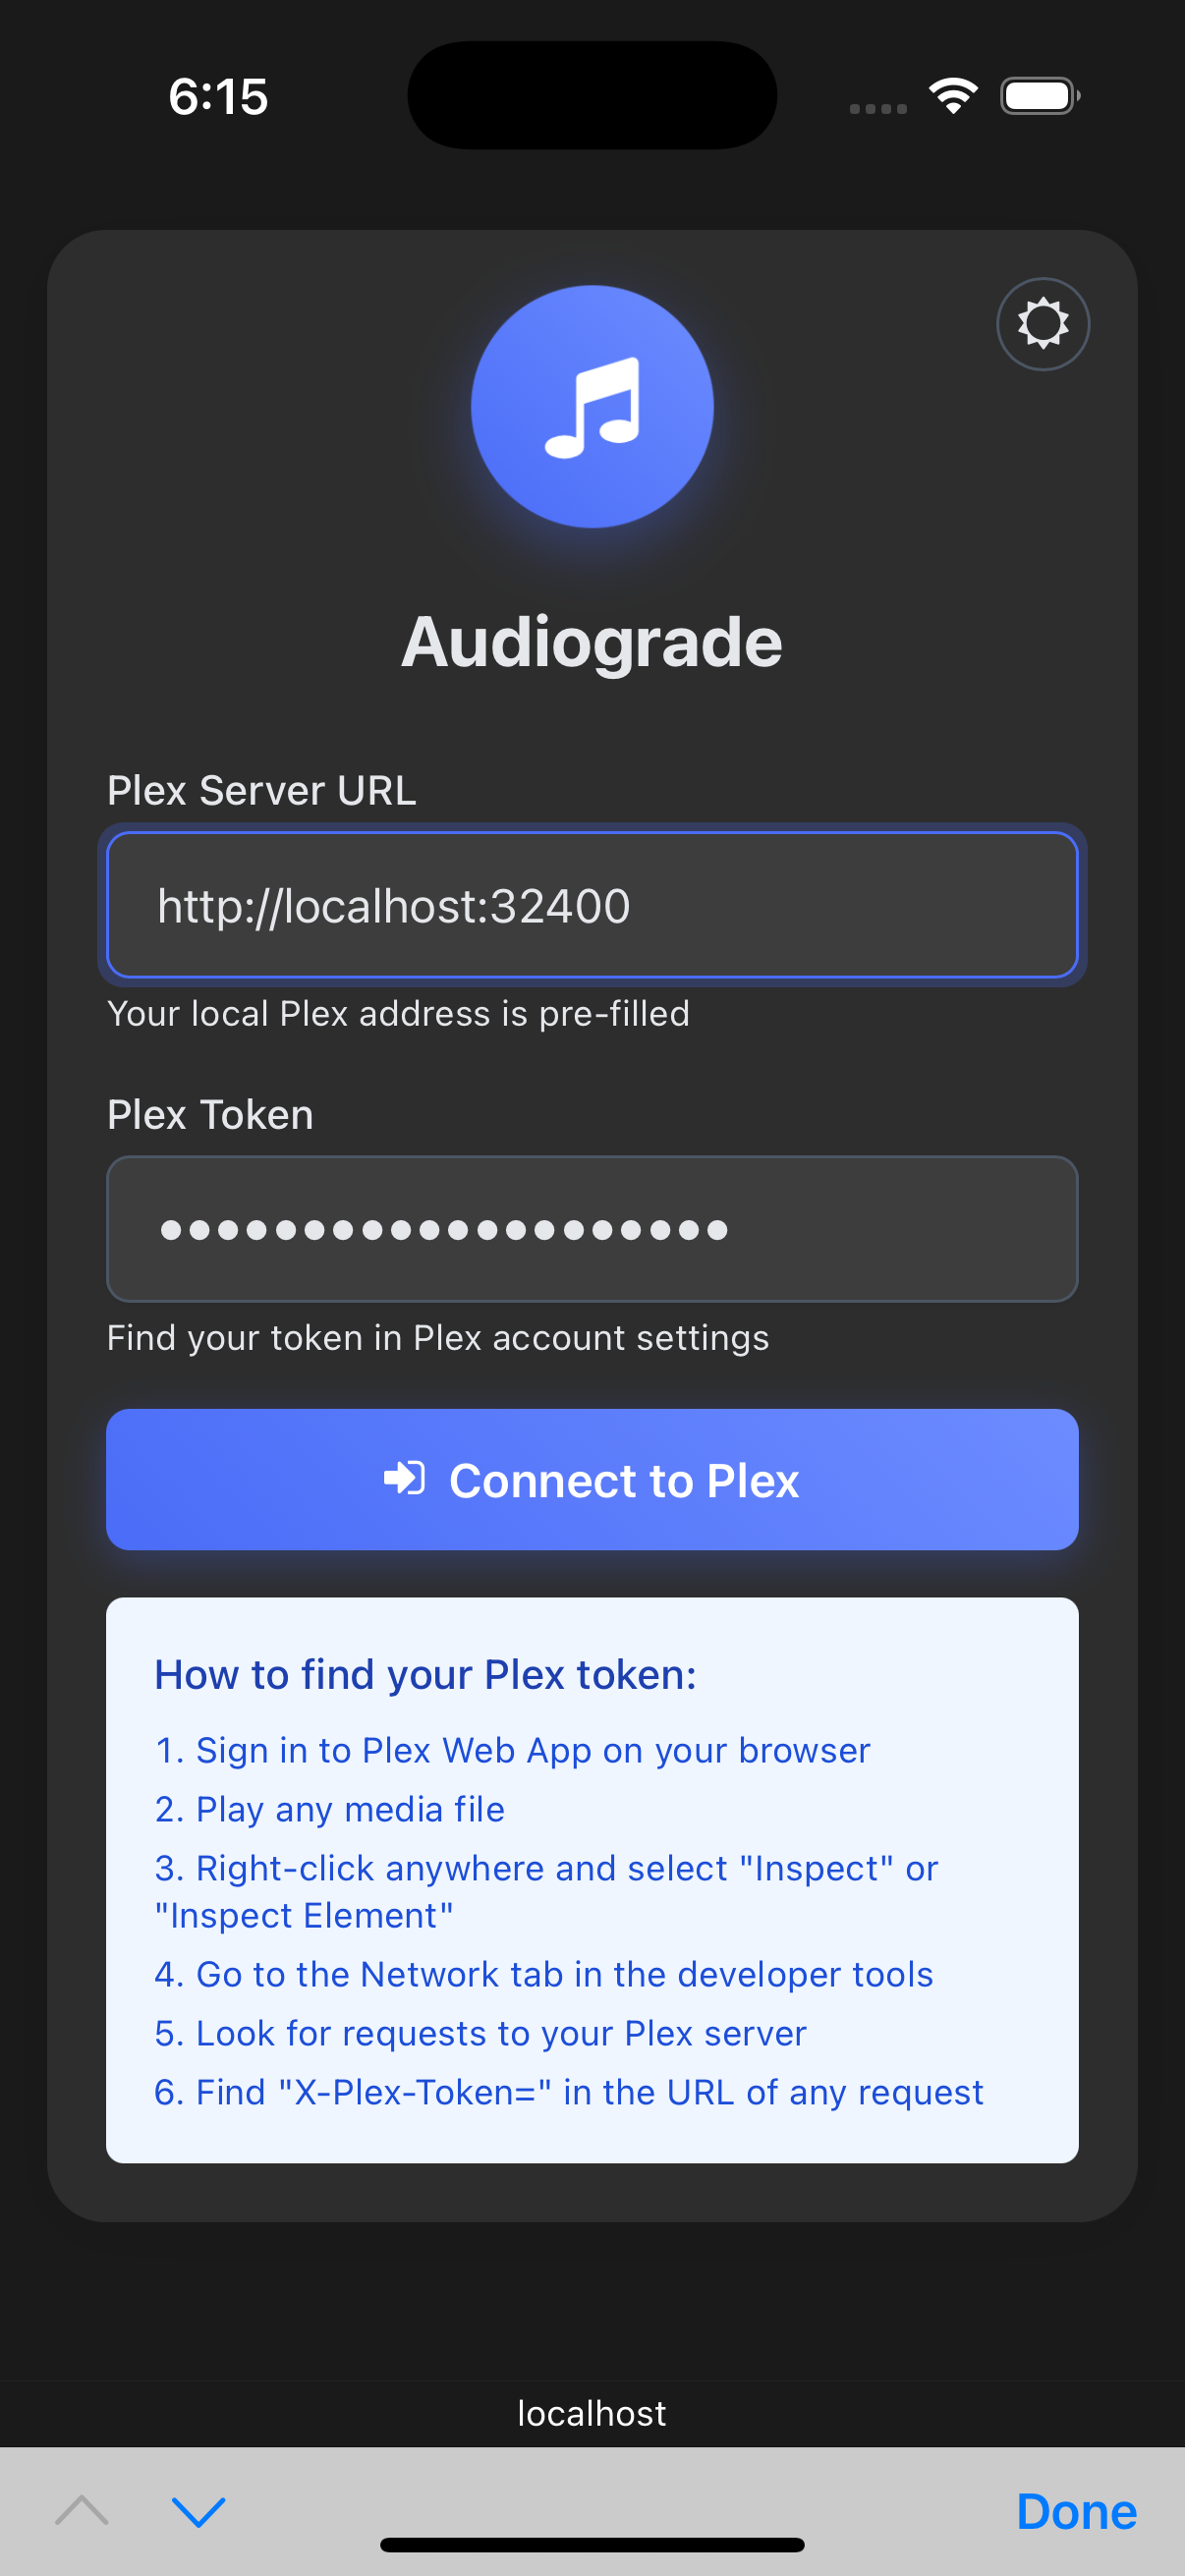 6:15
Audiograde
Plex Server URL
http://localhost:32400
Your local Plex address is pre-filled
Plex Token
••••••••••••••••••••
Find your token in Plex account settings
Connect to Plex
How to find your Plex token:
1. Sign in to Plex Web App on your browser
2. Play any media file
3. Right-click anywhere and select "Inspect" or
"Inspect Element"
4. Go to the Network tab in the developer tools
5. Look for requests to your Plex server
6. Find "X-Plex-Token=" in the URL of any request
localhost
Done